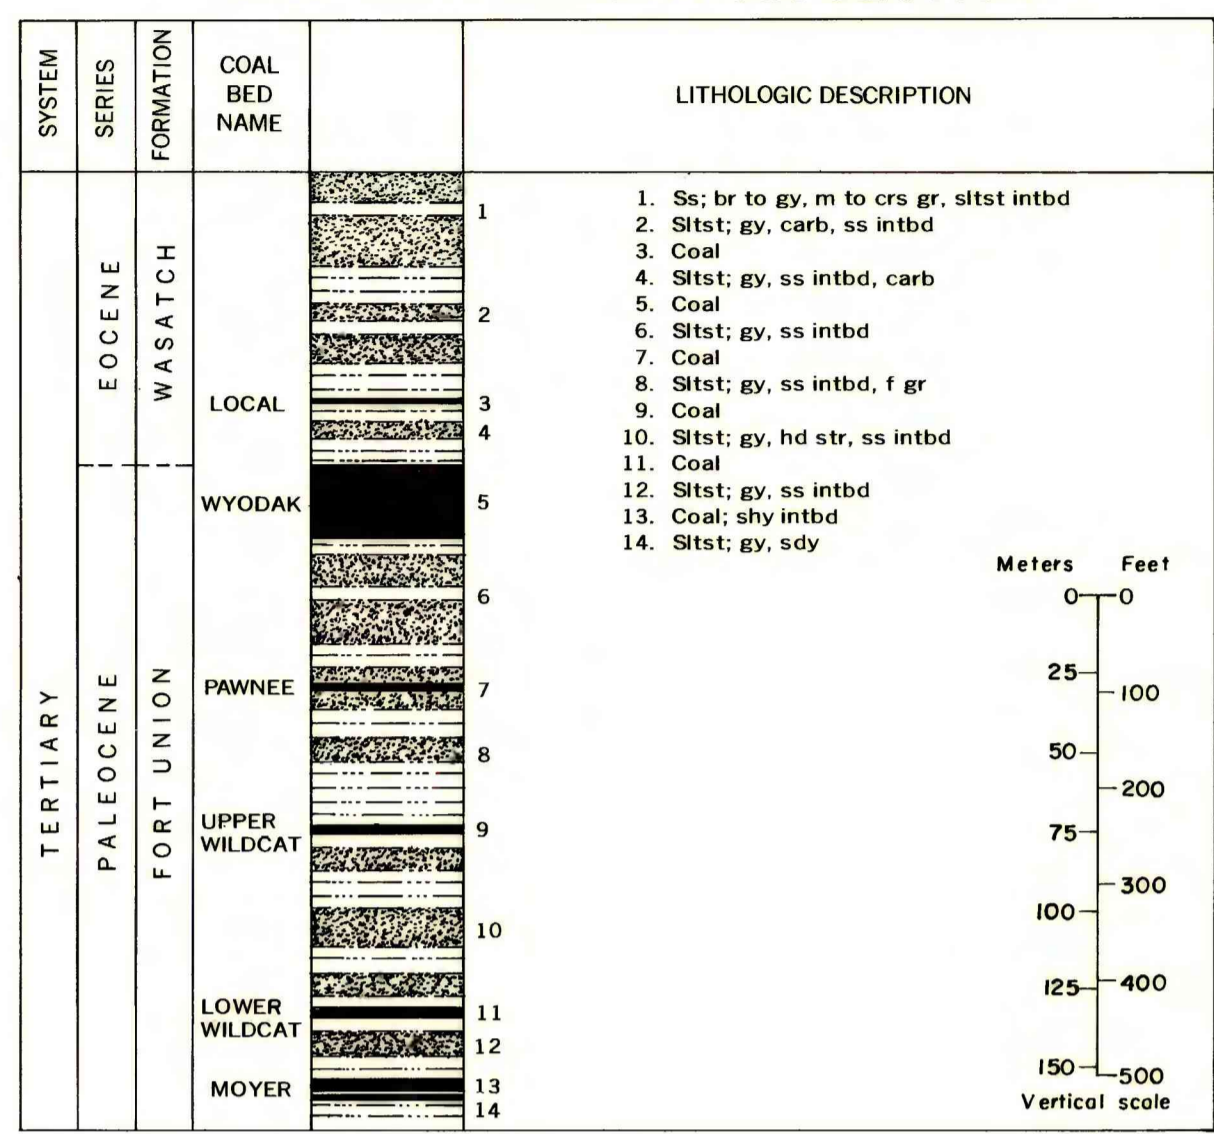 SYSTEM
SERIES
FORMATION
COAL
BED
NAME
LITHOLOGIC DESCRIPTION
TERTIARY
EOCENE
PALEOCENE
WASATCH
FORT UNION
LOCAL
WYODAK
PAWNEE
UPPER
WILDCAT
LOWER
WILDCAT
MOYER
1
2
3
4
5
6
7
8
9
10
11
12
13
14
1. Ss; br to gy, m to crs gr, sltst intbd
2. Sltst; gy, carb, ss intbd
3. Coal
4. Sltst; gy, ss intbd, carb
5. Coal
6. Sltst; gy, ss intbd
7. Coal
8. Sltst; gy, ss intbd, f gr
9. Coal
10. Sltst; gy, hd str, ss intbd
11. Coal
12. Sltst; gy, ss intbd
13. Coal; shy intbd
14. Sltst; gy, sdy
Meters Feet
0 0
25
100
50
200
75
300
100
400
125
150
500
Vertical scale